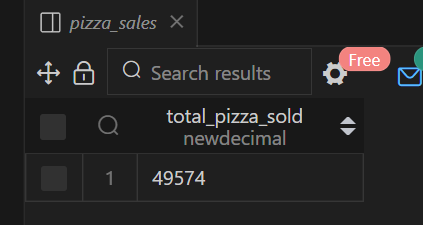 pizza_sales
Free
Search results
total_pizza_sold
newdecimal
1 49574